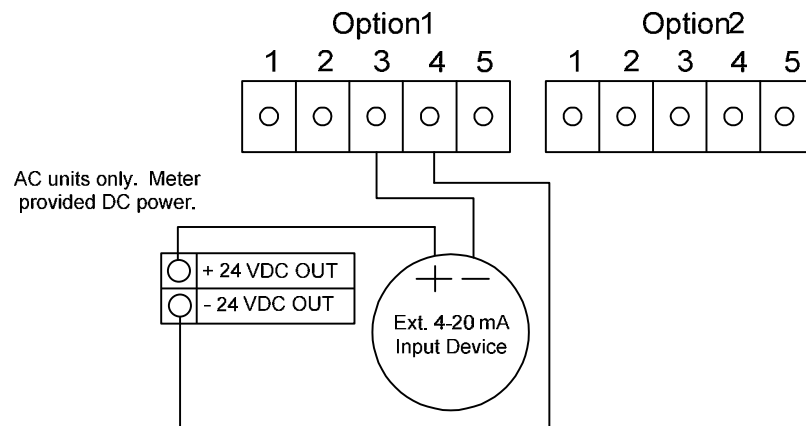 Option1 Option2
1 2 3 4 5 1 2 3 4 5
AC units only. Meter
provided DC power.
+ 24 VDC OUT
- 24 VDC OUT
+ −
Ext. 4-20 mA
Input Device